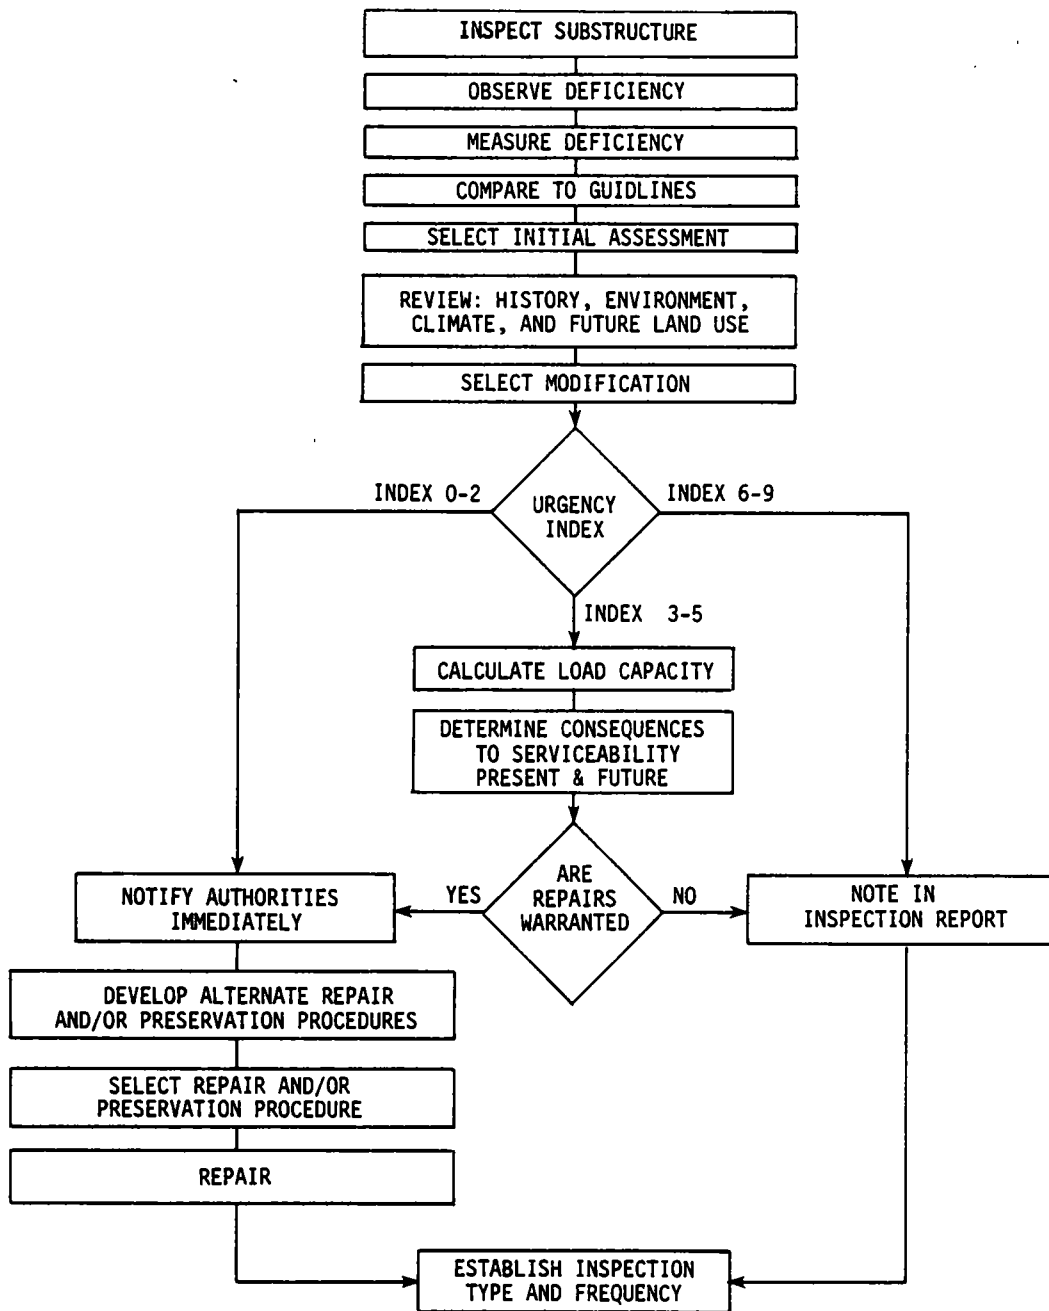 INSPECT SUBSTRUCTURE
OBSERVE DEFICIENCY
MEASURE DEFICIENCY
COMPARE TO GUIDLINES
SELECT INITIAL ASSESSMENT
REVIEW: HISTORY, ENVIRONMENT,
CLIMATE, AND FUTURE LAND USE
SELECT MODIFICATION
INDEX 0-2
URGENCY
INDEX
INDEX 6-9
INDEX 3-5
CALCULATE LOAD CAPACITY
DETERMINE CONSEQUENCES
TO SERVICEABILITY
PRESENT & FUTURE
ARE
REPAIRS
WARRANTED
YES
NO
NOTIFY AUTHORITIES
IMMEDIATELY
NOTE IN
INSPECTION REPORT
DEVELOP ALTERNATE REPAIR
AND/OR PRESERVATION PROCEDURES
SELECT REPAIR AND/OR
PRESERVATION PROCEDURE
REPAIR
ESTABLISH INSPECTION
TYPE AND FREQUENCY